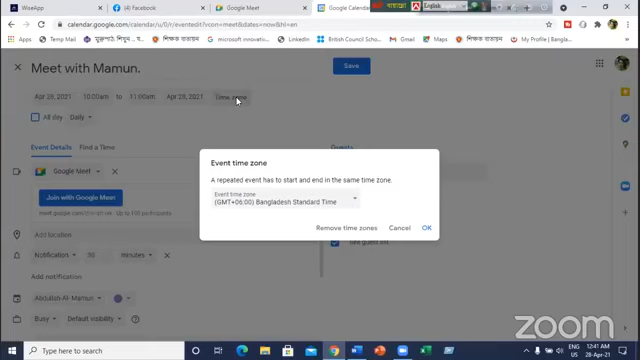 WiseApp
(4) Facebook
Google Meet
Google Calendar
English
calendar.google.com/calendar/u/0/r/eventedit?vcon=meet&dates=now&hl=en
Apps
Temp Mail
শিক্ষক বাতায়ন
microsoft innovativ
LinkedIn
British Council Scho
Gmail
Maps
My Profile | Bangla
Meet with Mamun.
Save
Apr 28, 2021 10:00am to 11:00am Apr 28, 2021 Time zone
All day Daily
Event Details Find a Time
Guests
Google Meet
Join with Google Meet
Up to 100 participants
Add location
Notification 30 minutes
Add notification
Abdullah-Al-Mamun
Busy Default visibility
Event time zone
A repeated event has to start and end in the same time zone.
Event time zone
(GMT+06:00) Bangladesh Standard Time
Remove time zones Cancel OK
See guest list
zoom
Type here to search
ENG
US
12:41 AM
28-Apr-21